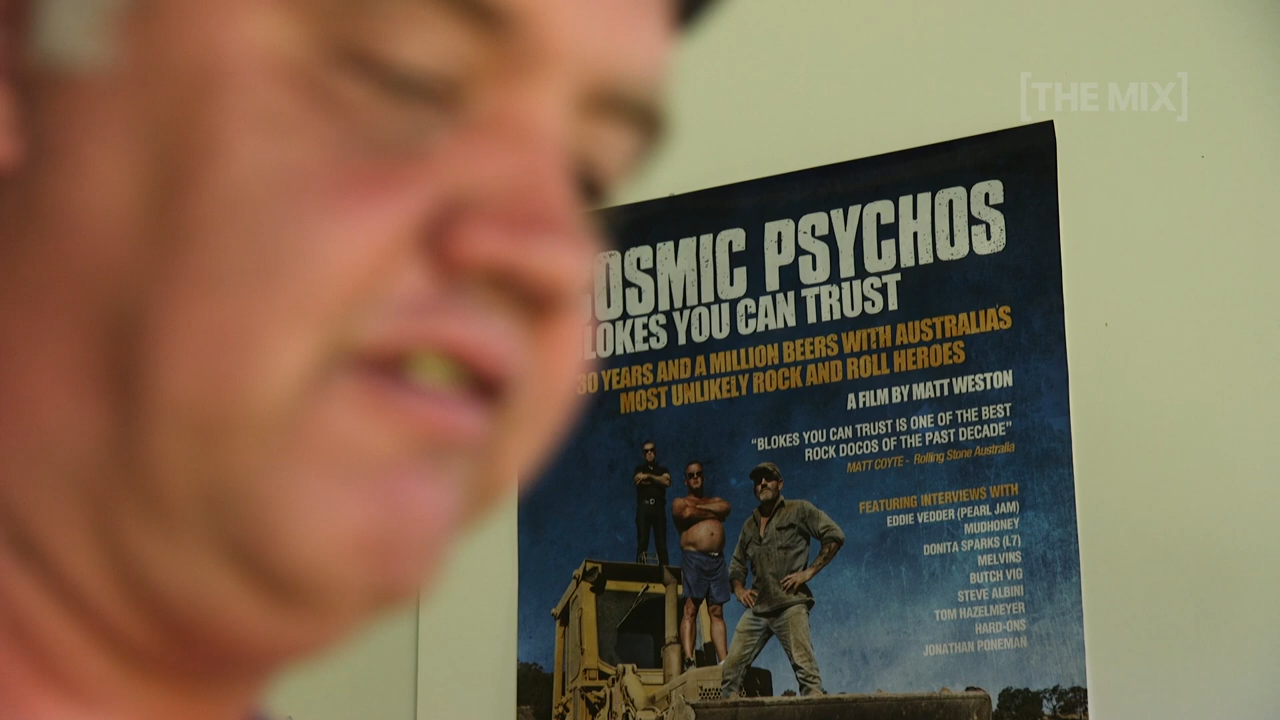 [THE MIX]
OSMIC PSYCHOS
LOKES YOU CAN TRUST
30 YEARS AND A MILLION BEERS WITH AUSTRALIA'S
MOST UNLIKELY ROCK AND ROLL HEROES
A FILM BY MATT WESTON
"BLOKES YOU CAN TRUST IS ONE OF THE BEST
ROCK DOCOS OF THE PAST DECADE"
MATT COYTE - Rolling Stone Australia
FEATURING INTERVIEWS WITH
EDDIE VEDDER (PEARL JAM)
MUDHONEY
DONITA SPARKS (L7)
MELVINS
BUTCH VIG
STEVE ALBINI
TOM HAZELMEYER
HARD-ONS
JONATHAN PONEMAN